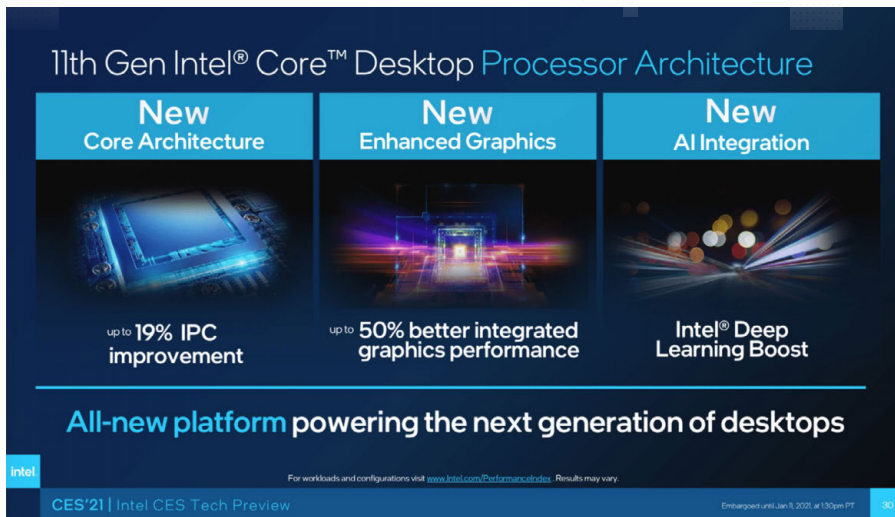 11th Gen Intel® Core™ Desktop Processor Architecture
New
Core Architecture
up to 19% IPC
improvement
New
Enhanced Graphics
up to 50% better integrated
graphics performance
New
AI Integration
Intel® Deep
Learning Boost
All-new platform powering the next generation of desktops
intel
For workloads and configurations visit www.Intel.com/PerformanceIndex . Results may vary.
CES'21 | Intel CES Tech Preview
Embargoed until Jan 11, 2021, at 1:30pm PT
30